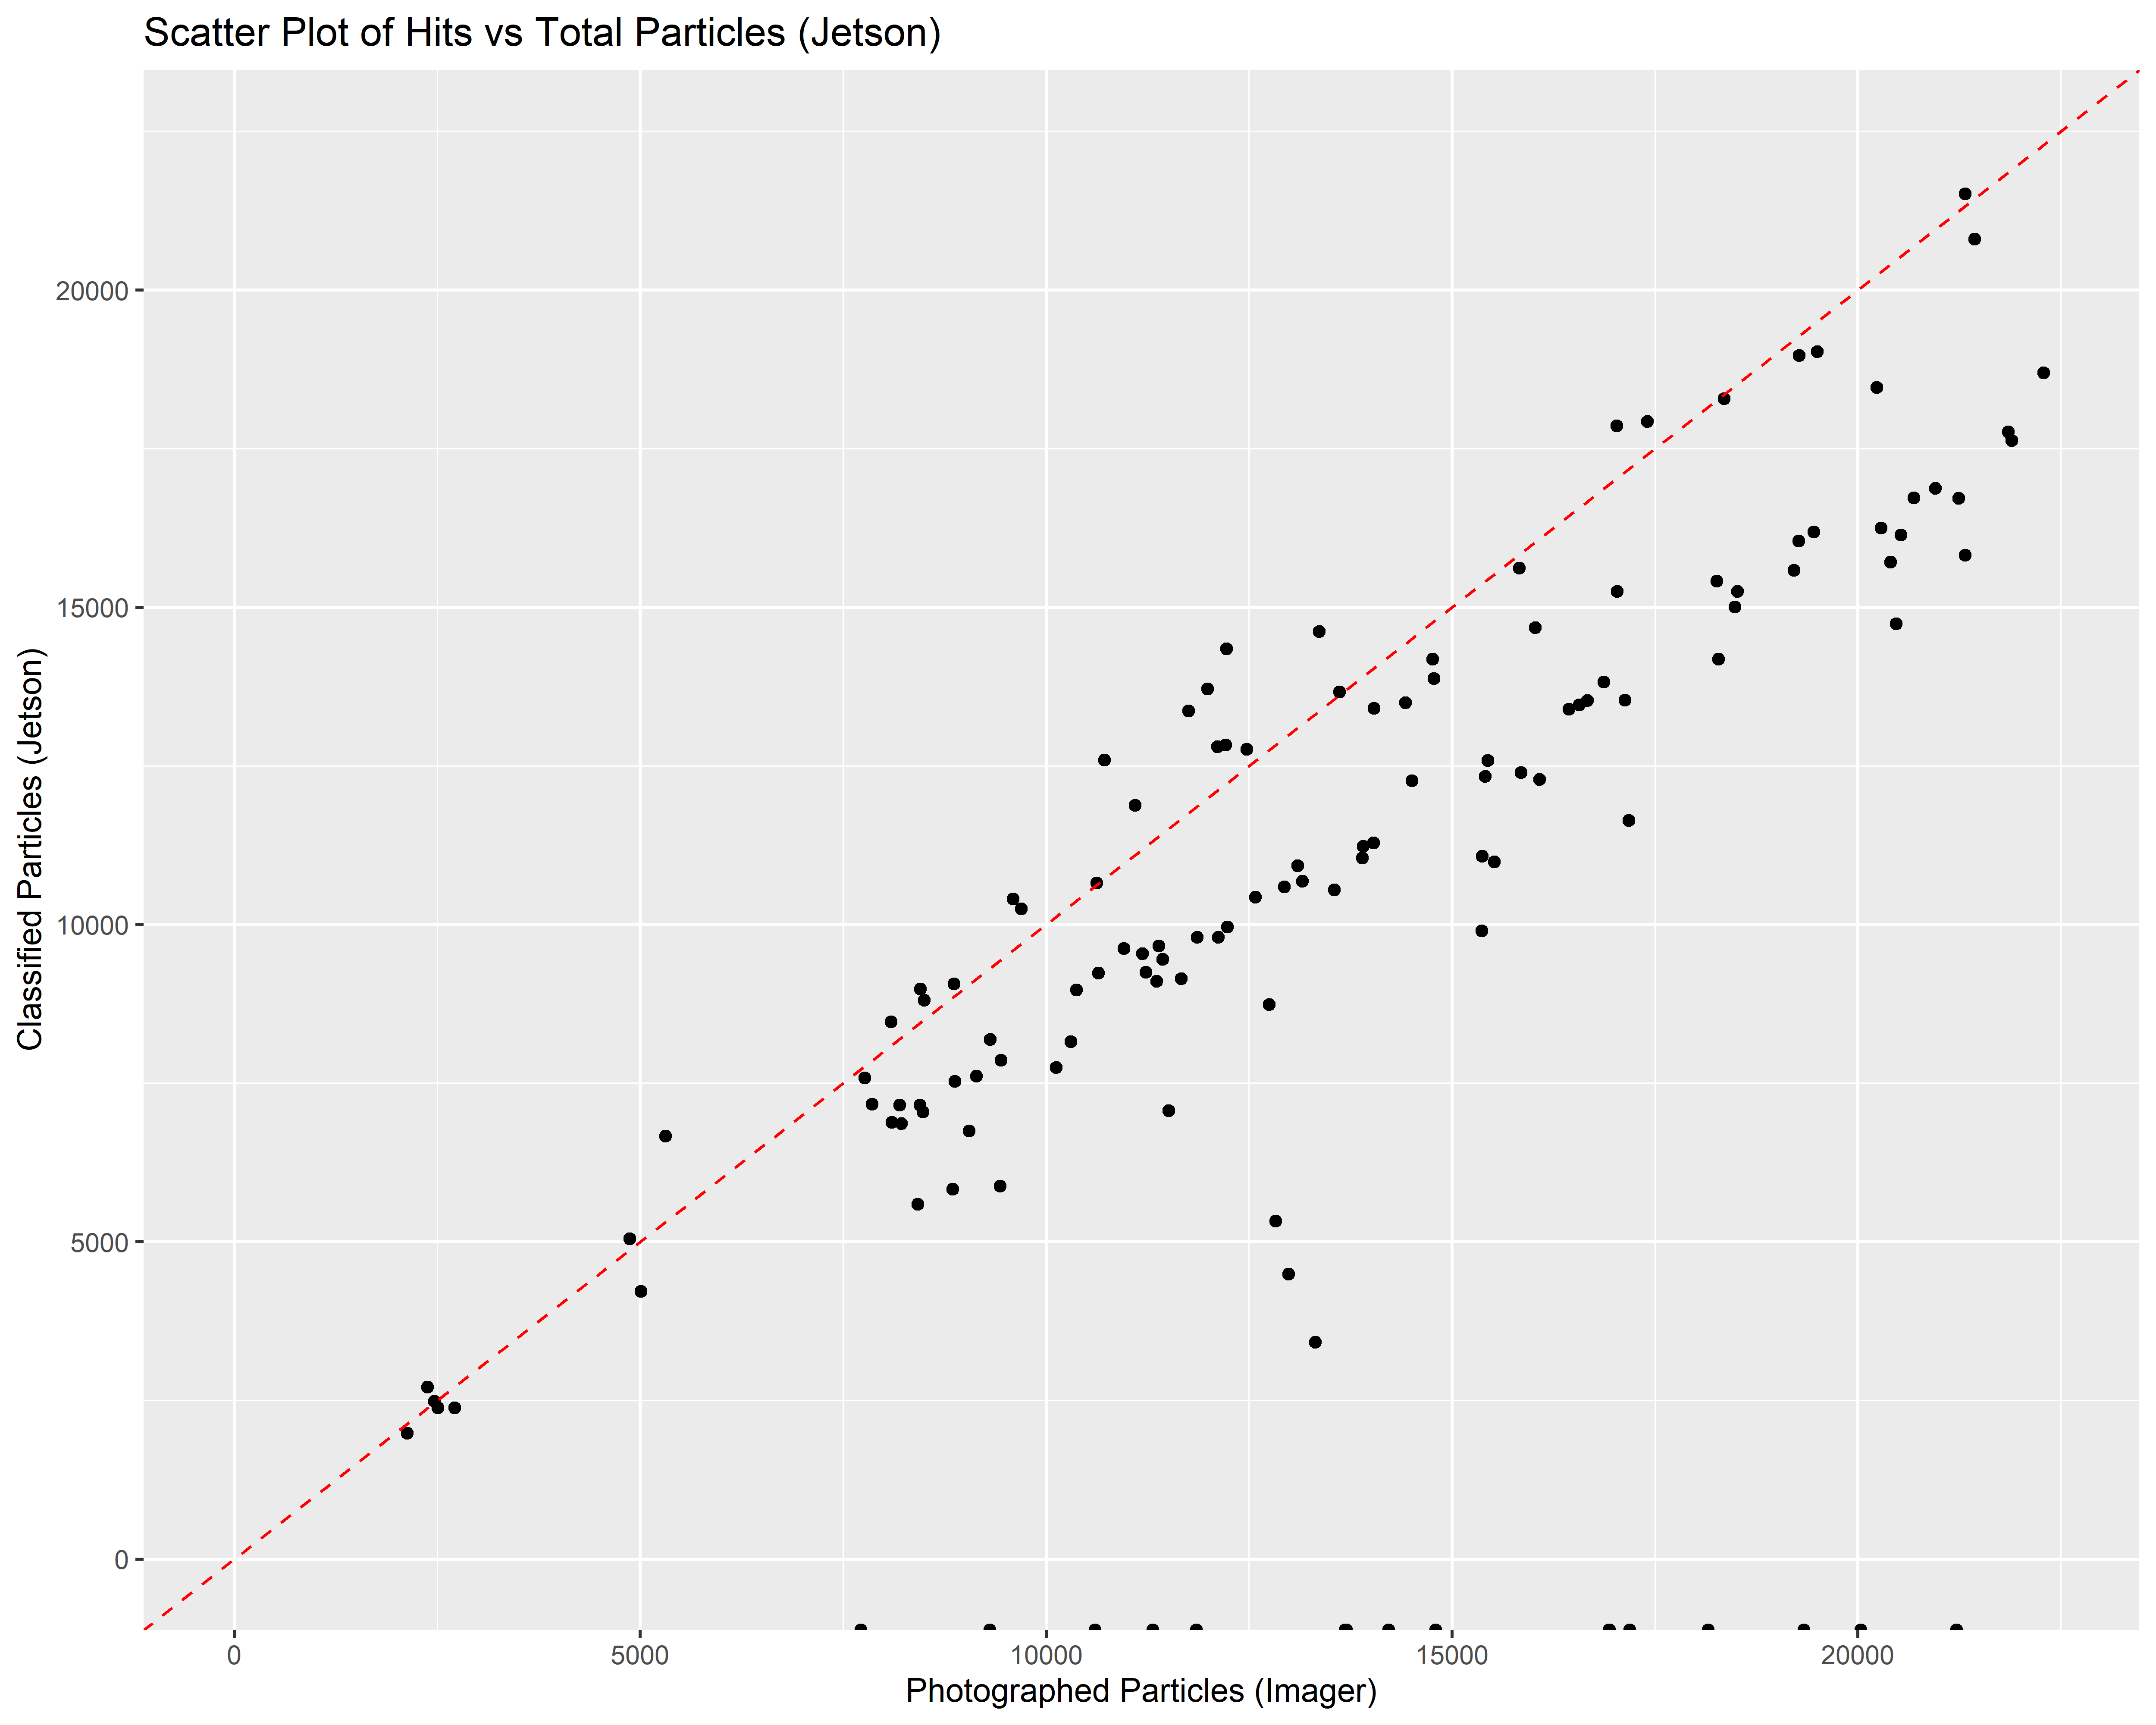 Scatter Plot of Hits vs Total Particles (Jetson)
Classified Particles (Jetson)
20000
15000
10000
5000
0
0 5000 10000 15000 20000
Photographed Particles (Imager)